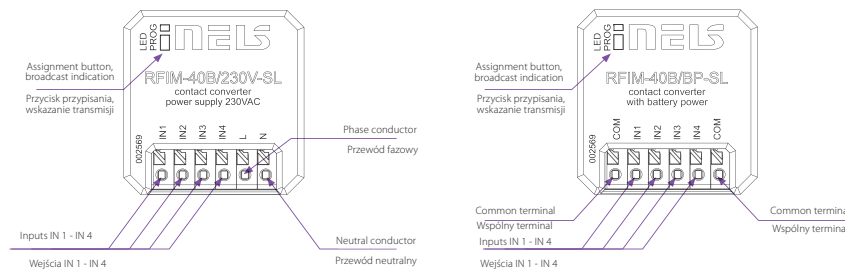 LED
PROG
INELS
RFIM-40B/230V-SL
contact converter
power supply 230VAC
Assignment button,
broadcast indication
Przycisk przypisania,
wskazanie transmisji
002569
IN1
IN2
IN3
IN4
L
N
Phase conductor
Przewód fazowy
Inputs IN 1 - IN 4
Wejścia IN 1 - IN 4
Neutral conductor
Przewód neutralny
LED
PROG
INELS
RFIM-40B/BP-SL
contact converter
with battery power
Assignment button,
broadcast indication
Przycisk przypisania,
wskazanie transmisji
002569
COM
IN1
IN2
IN3
IN4
COM
Common terminal
Wspólny terminal
Inputs IN 1 - IN 4
Wejścia IN 1 - IN 4
Common termina
Wspólny termina